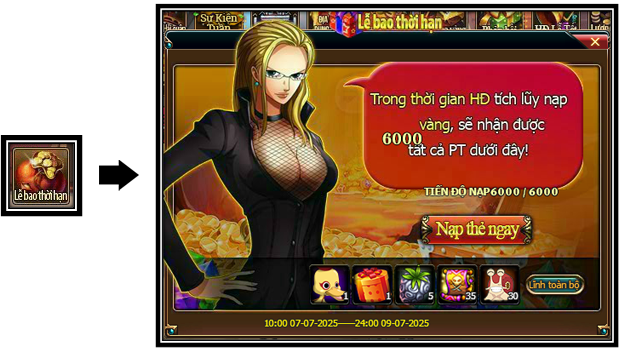 Sự Kiện
Tuần
Lễ bao thời hạn
Trong thời gian HĐ tích lũy nạp
vàng, sẽ nhận được
6000
tất cả PT dưới đây!
TIẾN ĐỘ NẠP6000 / 6000
Nạp thẻ ngay
Lễ bao thời hạn
1
1
5
35
30
Lĩnh toàn bộ
10:00 07-07-2025-----24:00 09-07-2025